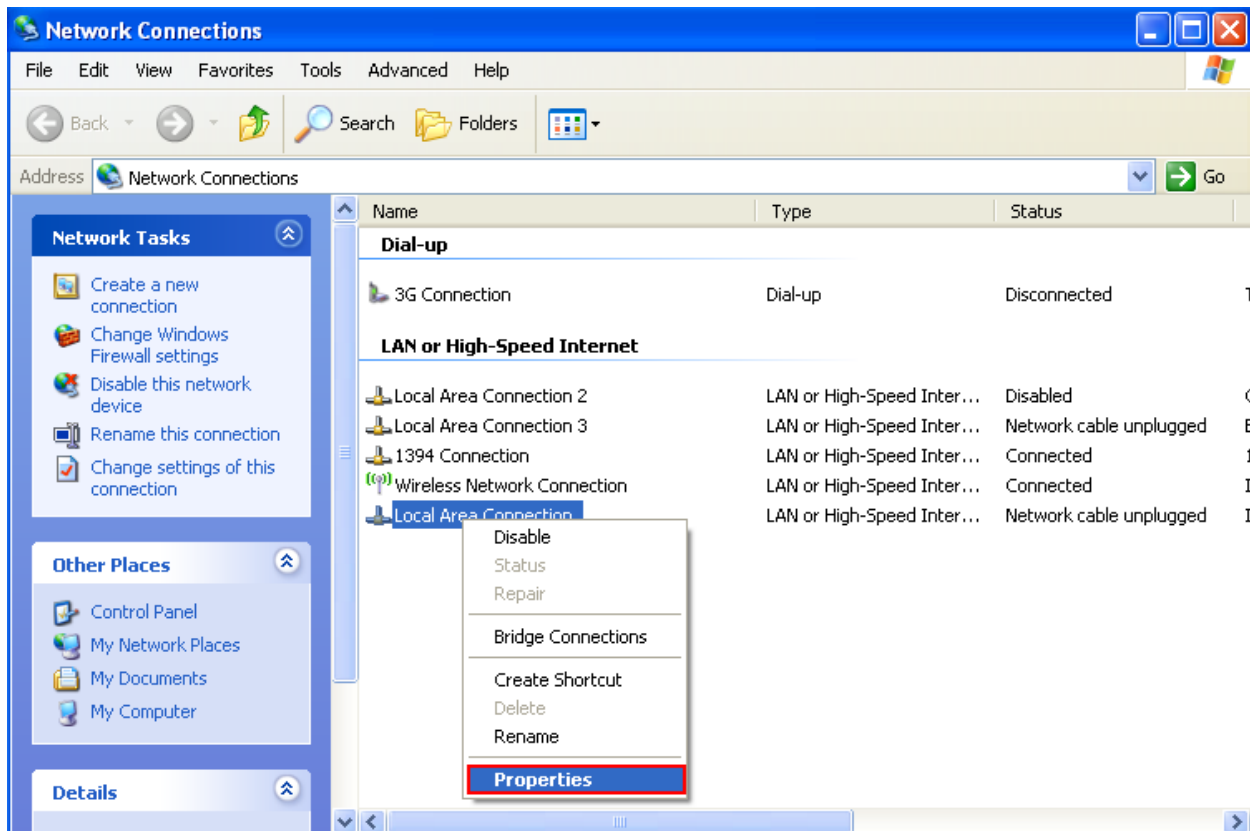 Network Connections
File Edit View Favorites Tools Advanced Help
Back Search Folders
Address Network Connections Go
Network Tasks
Create a new
connection
Change Windows
Firewall settings
Disable this network
device
Rename this connection
Change settings of this
connection
Other Places
Control Panel
My Network Places
My Documents
My Computer
Details
Name Type Status
Dial-up
3G Connection Dial-up Disconnected
LAN or High-Speed Internet
Local Area Connection 2 LAN or High-Speed Inter... Disabled
Local Area Connection 3 LAN or High-Speed Inter... Network cable unplugged
1394 Connection LAN or High-Speed Inter... Connected
Wireless Network Connection LAN or High-Speed Inter... Connected
Local Area Connection LAN or High-Speed Inter... Network cable unplugged
Disable
Status
Repair
Bridge Connections
Create Shortcut
Delete
Rename
Properties